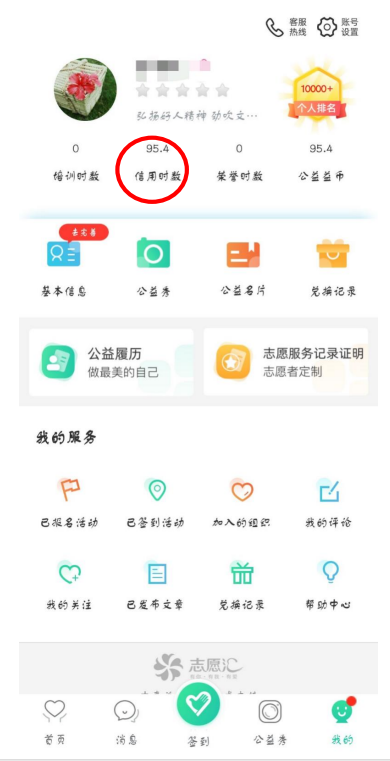 客服热线 账号设置
10000+
个人排名
弘扬码人精神 劲吹文…
0 95.4 0 95.4
培训时数 信用时数 荣誉时数 公益益币
去完善
基本信息 公益秀 公益名片 兑换记录
公益履历 志愿服务记录证明
做最美的自己 志愿者定制
我的服务
已报名活动 已签到活动 加入的组织 我的评论
我的关注 已发布文章 兑换记录 帮助中心
志愿汇
首页 消息 签到 公益秀 我的